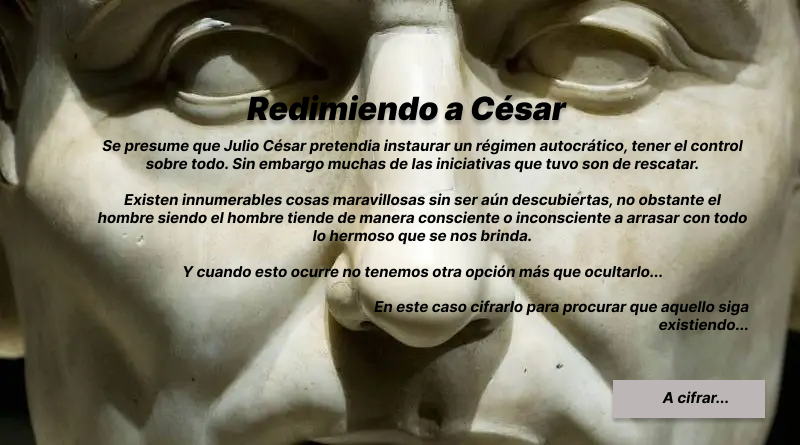 Redimiendo a César
Se presume que Julio César pretendia instaurar un régimen autocrático, tener el control
sobre todo. Sin embargo muchas de las iniciativas que tuvo son de rescatar.
Existen innumerables cosas maravillosas sin ser aún descubiertas, no obstante el
hombre siendo el hombre tiende de manera consciente o inconsciente a arrasar con todo
lo hermoso que se nos brinda.
Y cuando esto ocurre no tenemos otra opción más que ocultarlo...
En este caso cifrarlo para procurar que aquello siga
existiendo...
A cifrar...